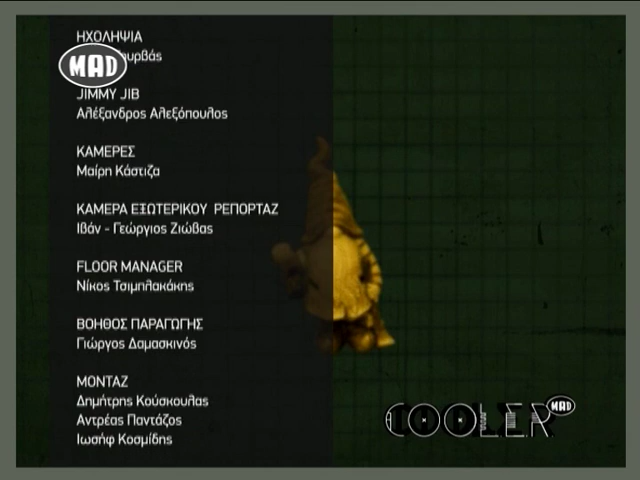 ΗΧΟΛΗΨΙΑ
MAD
JIMMY JIB
Αλέξανδρος Αλεξόπουλος
ΚΑΜΕΡΕΣ
Μαίρη Κάστιζα
ΚΑΜΕΡΑ ΕΞΩΤΕΡΙΚΟΥ ΡΕΠΟΡΤΑΖ
Ιβάν - Γεώργιος Ζιώβας
FLOOR MANAGER
Νίκος Τσιμπλακάκης
ΒΟΗΘΟΣ ΠΑΡΑΓΩΓΗΣ
Γιώργος Δαμασκινός
ΜΟΝΤΑΖ
Δημήτρης Κούσκουλας
Αντρέας Παντάζος
Ιωσήφ Κοσμίδης
COOLER MAD